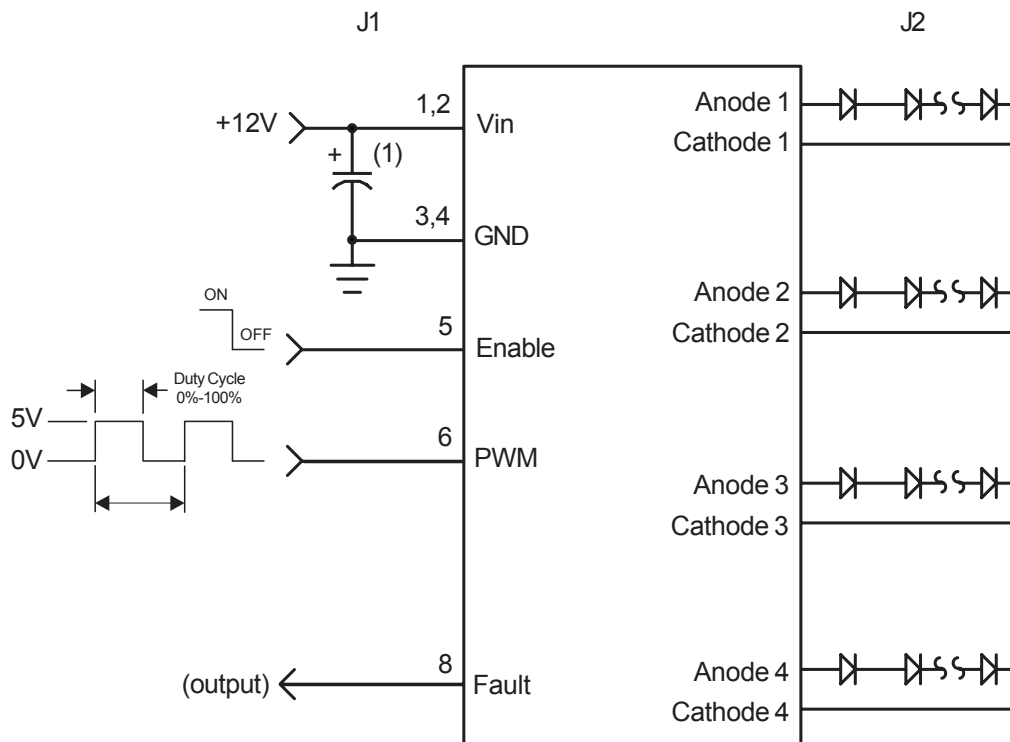 J1
J2
+12V
1,2
Vin
+ (1)
3,4
GND
ON
OFF
5
Enable
Duty Cycle
0%-100%
5V
0V
6
PWM
(output)
8
Fault
Anode 1
Cathode 1
Anode 2
Cathode 2
Anode 3
Cathode 3
Anode 4
Cathode 4